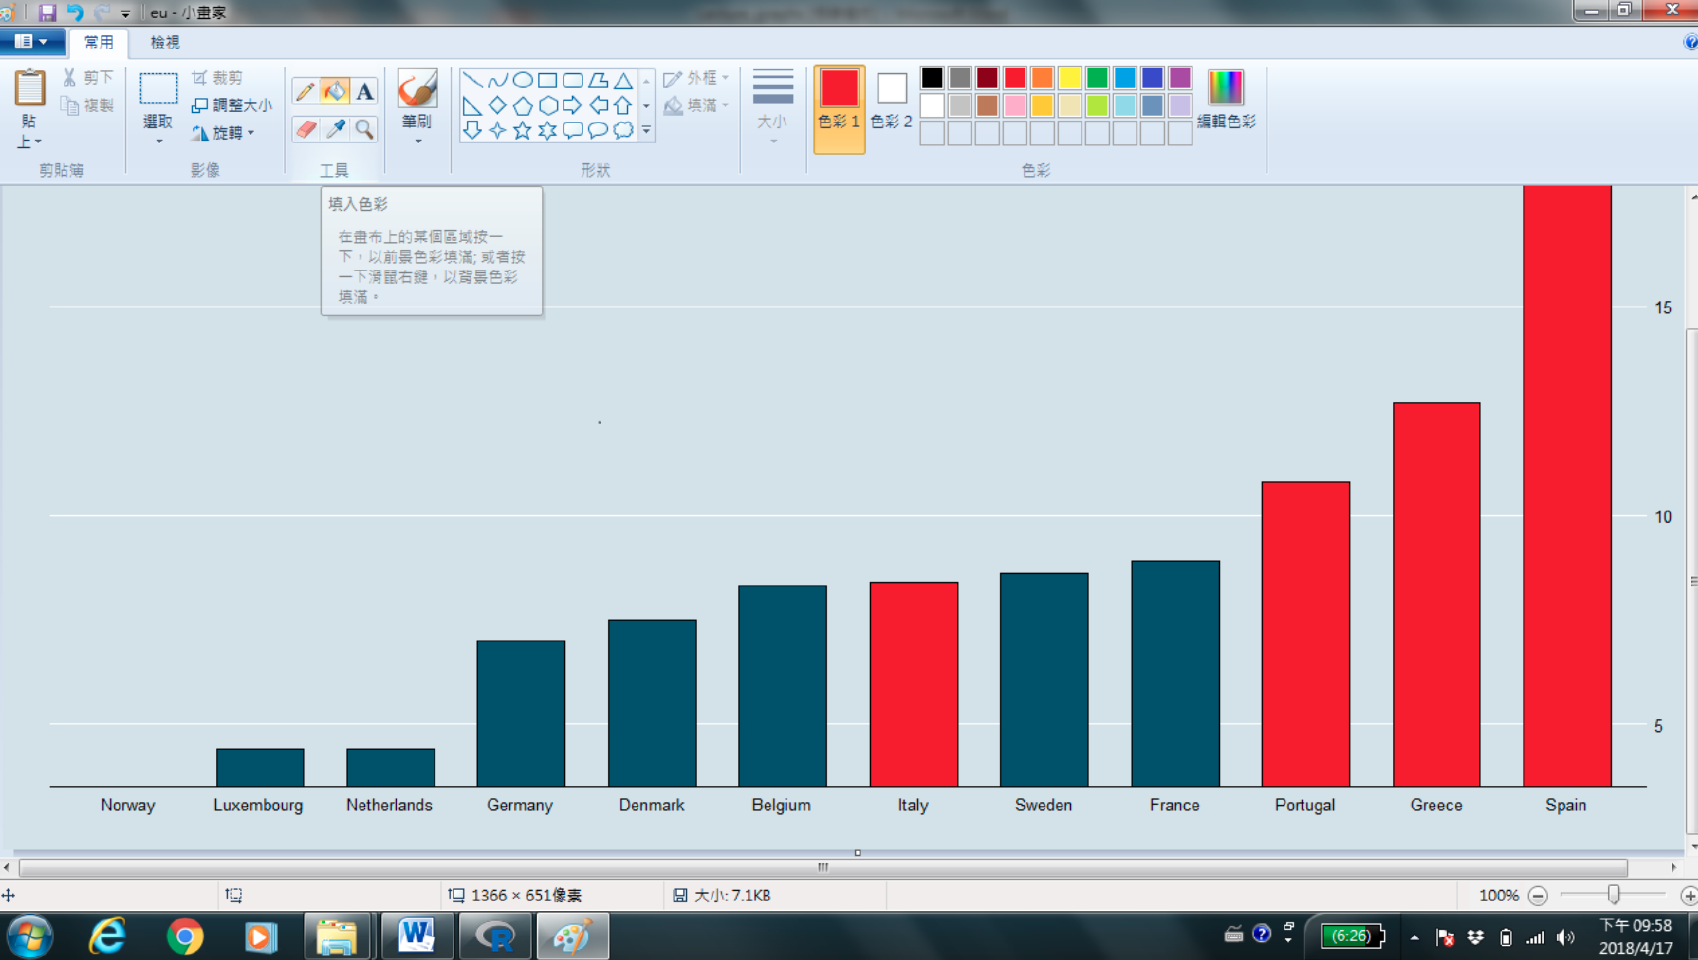 eu - 小畫家
常用
檢視
貼
上
剪下
複製
剪貼簿
選取
裁剪
調整大小
旋轉
影像
A
工具
筆刷
外框
填滿
形狀
大小
色彩 1
色彩 2
編輯色彩
色彩
填入色彩
在畫布上的某個區域按一
下，以前景色彩填滿; 或者按
一下滑鼠右鍵，以背景色彩
填滿。
15
10
5
Norway
Luxembourg
Netherlands
Germany
Denmark
Belgium
Italy
Sweden
France
Portugal
Greece
Spain
1366 × 651像素
大小: 7.1KB
100%
(6:26)
下午 09:58
2018/4/17